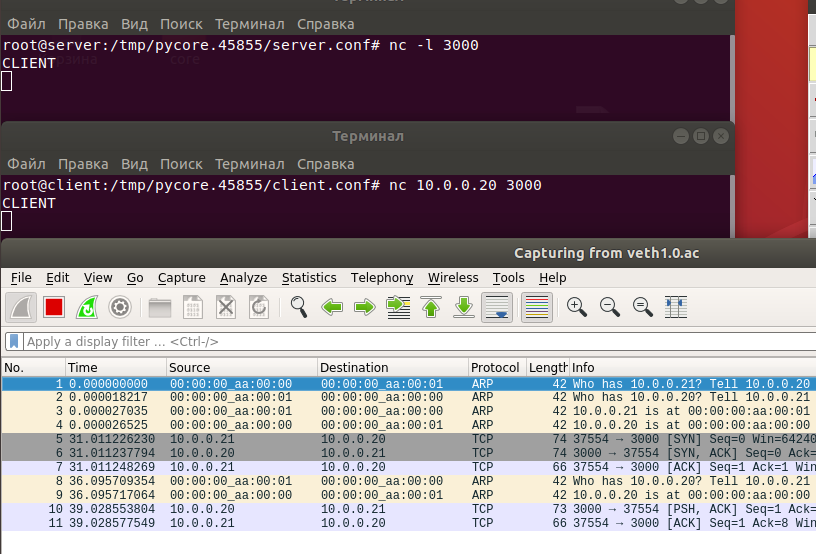 Терминал
Файл Правка Вид Поиск Терминал Справка
root@server:/tmp/pycore.45855/server.conf# nc -l 3000
CLIENT
Терминал
Файл Правка Вид Поиск Терминал Справка
root@client:/tmp/pycore.45855/client.conf# nc 10.0.0.20 3000
CLIENT
Capturing from veth1.0.ac
File Edit View Go Capture Analyze Statistics Telephony Wireless Tools Help
Apply a display filter ... <Ctrl-/>
No. Time Source Destination Protocol Length Info
1 0.000000000 00:00:00_aa:00:00 00:00:00_aa:00:01 ARP 42 Who has 10.0.0.21? Tell 10.0.0.20
2 0.000018217 00:00:00_aa:00:01 00:00:00_aa:00:00 ARP 42 Who has 10.0.0.20? Tell 10.0.0.21
3 0.000027035 00:00:00_aa:00:01 00:00:00_aa:00:00 ARP 42 10.0.0.21 is at 00:00:00:aa:00:01
4 0.000026525 00:00:00_aa:00:00 00:00:00_aa:00:01 ARP 42 10.0.0.20 is at 00:00:00:aa:00:00
5 31.011226230 10.0.0.21 10.0.0.20 TCP 74 37554 → 3000 [SYN] Seq=0 Win=64240
6 31.011237794 10.0.0.20 10.0.0.21 TCP 74 3000 → 37554 [SYN, ACK] Seq=0 Ack=
7 31.011248269 10.0.0.21 10.0.0.20 TCP 66 37554 → 3000 [ACK] Seq=1 Ack=1 Win
8 36.095709354 00:00:00_aa:00:01 00:00:00_aa:00:00 ARP 42 Who has 10.0.0.20? Tell 10.0.0.21
9 36.095717064 00:00:00_aa:00:00 00:00:00_aa:00:01 ARP 42 10.0.0.20 is at 00:00:00:aa:00:00
10 39.028553804 10.0.0.20 10.0.0.21 TCP 73 3000 → 37554 [PSH, ACK] Seq=1 Ack=
11 39.028577549 10.0.0.21 10.0.0.20 TCP 66 37554 → 3000 [ACK] Seq=1 Ack=8 Win